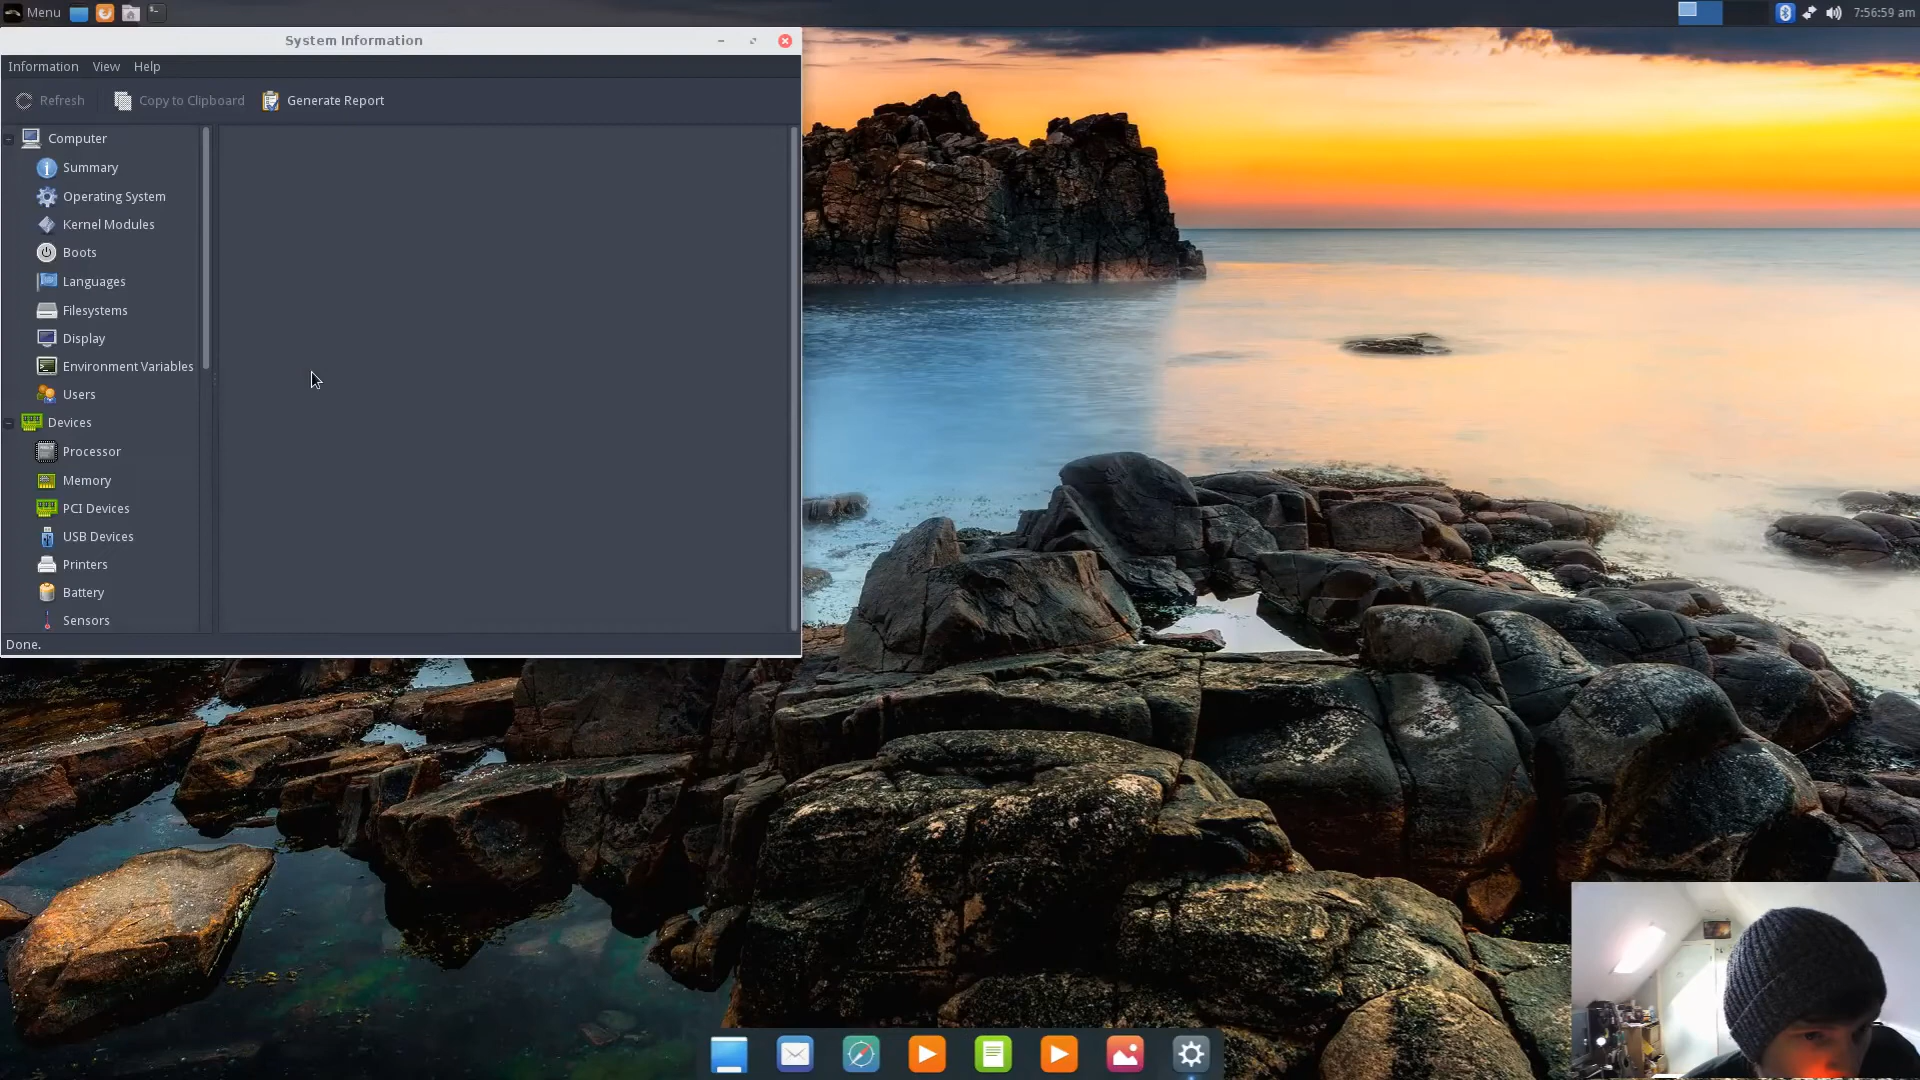 Menu
7:56:59 am
System Information
Information View Help
Refresh Copy to Clipboard Generate Report
Computer
Summary
Operating System
Kernel Modules
Boots
Languages
Filesystems
Display
Environment Variables
Users
Devices
Processor
Memory
PCI Devices
USB Devices
Printers
Battery
Sensors
Done.